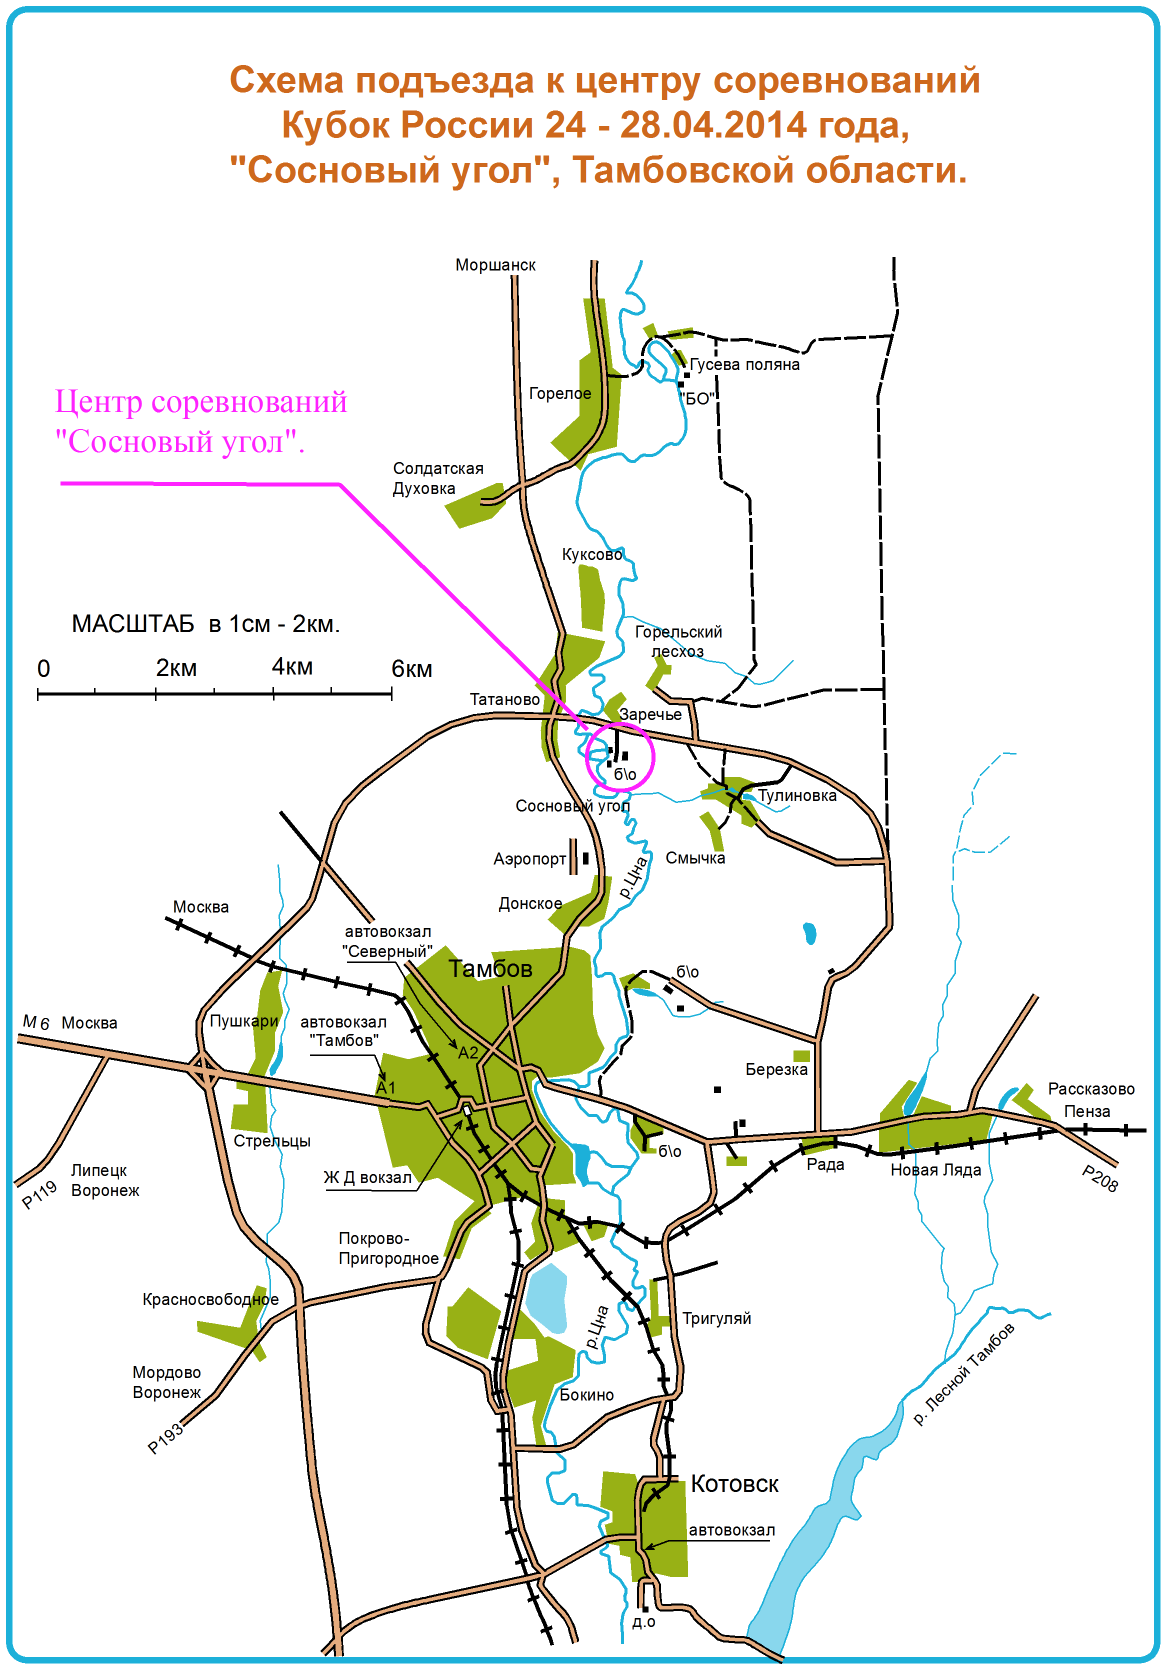 Схема подъезда к центру соревнований
Кубок России 24 - 28.04.2014 года,
"Сосновый угол", Тамбовской области.
Моршанск
Гусева поляна
"БО"
Горелое
Центр соревнований
"Сосновый угол".
Солдатская
Духовка
Куксово
МАСШТАБ в 1см - 2км.
0 2км 4км 6км
Горельский
лесхоз
Татаново
Заречье
б\о
Сосновый угол
Тулиновка
Смычка
Аэропорт
р.Цна
Донское
Москва
автовокзал
"Северный"
Тамбов
б\о
М 6 Москва
Пушкари
автовокзал
"Тамбов"
А2
А1
Березка
Рассказово
Пенза
Стрельцы
Ж Д вокзал
б\о
Рада
Новая Ляда
Р208
Липецк
Воронеж
Р119
Покрово-
Пригородное
Красносвободное
Тригуляй
р.Цна
Мордово
Воронеж
Р193
Бокино
р. Лесной Тамбов
Котовск
автовокзал
д.о